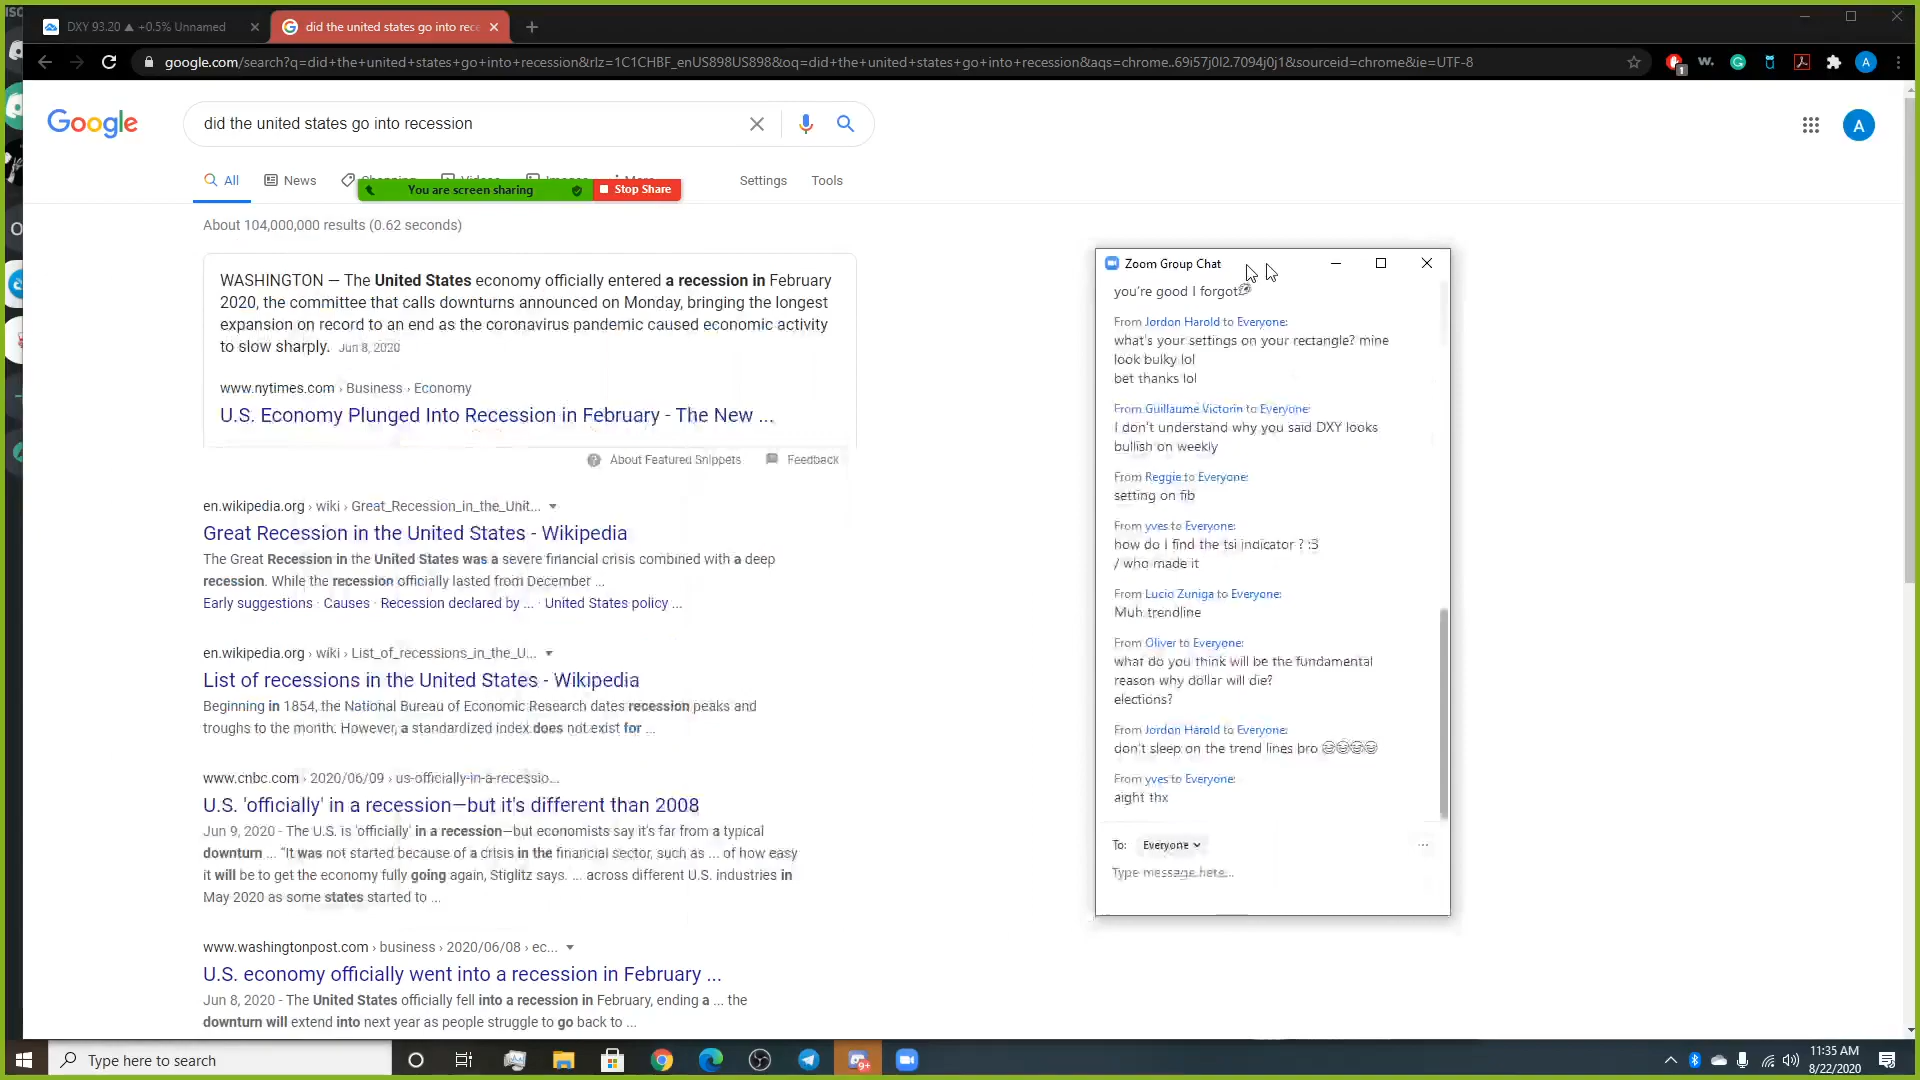 DXY 93.20 ▲ +0.5% Unnamed
did the united states go into rece
google.com/search?q=did+the+united+states+go+into+recession&rlz=1C1CHBF_enUS898US898&oq=did+the+united+states+go+into+recession&aqs=chrome..69i57j0l2.7094j0j1&sourceid=chrome&ie=UTF-8
Google
did the united states go into recession
A
All
News
Settings
Tools
You are screen sharing
Stop Share
About 104,000,000 results (0.62 seconds)
WASHINGTON — The United States economy officially entered a recession in February
2020, the committee that calls downturns announced on Monday, bringing the longest
expansion on record to an end as the coronavirus pandemic caused economic activity
to slow sharply. Jun 8, 2020
www.nytimes.com › Business › Economy
U.S. Economy Plunged Into Recession in February - The New ...
About Featured Snippets
Feedback
en.wikipedia.org › wiki › Great_Recession_in_the_Unit...
Great Recession in the United States - Wikipedia
The Great Recession in the United States was a severe financial crisis combined with a deep
recession. While the recession officially lasted from December ...
Early suggestions · Causes · Recession declared by ... · United States policy ...
en.wikipedia.org › wiki › List_of_recessions_in_the_U...
List of recessions in the United States - Wikipedia
Beginning in 1854, the National Bureau of Economic Research dates recession peaks and
troughs to the month. However, a standardized index does not exist for ...
www.cnbc.com › 2020/06/09 › us-officially-in-a-recessio...
U.S. 'officially' in a recession—but it's different than 2008
Jun 9, 2020 - The U.S. is 'officially' in a recession—but economists say it's far from a typical
downturn ... "It was not started because of a crisis in the financial sector, such as ... of how easy
it will be to get the economy fully going again, Stiglitz says. ... across different U.S. industries in
May 2020 as some states started to ...
www.washingtonpost.com › business › 2020/06/08 › ec...
U.S. economy officially went into a recession in February ...
Jun 8, 2020 - The United States officially fell into a recession in February, ending a ... the
downturn will extend into next year as people struggle to go back to ...
Zoom Group Chat
you're good I forgot
From Jordon Harold to Everyone:
what's your settings on your rectangle? mine
look bulky lol
bet thanks lol
From Guillaume Victorin to Everyone:
I don't understand why you said DXY looks
bullish on weekly
From Reggie to Everyone:
setting on fib
From yves to Everyone:
how do I find the tsi indicator ? :3
/ who made it
From Lucio Zuniga to Everyone:
Muh trendline
From Oliver to Everyone:
what do you think will be the fundamental
reason why dollar will die?
elections?
From Jordon Harold to Everyone:
don't sleep on the trend lines bro
From yves to Everyone:
aight thx
To: Everyone
Type message here...
Type here to search
9+
11:35 AM
8/22/2020